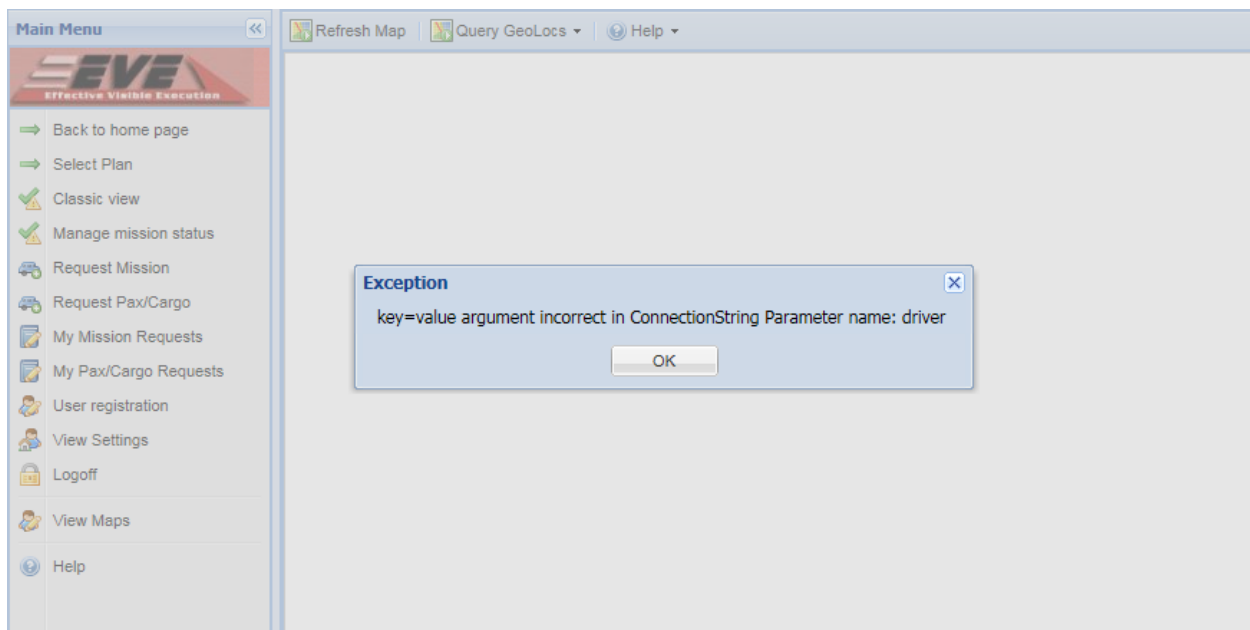 Main Menu
Refresh Map
Query GeoLocs
Help
EVE
Effective Visible Execution
Back to home page
Select Plan
Classic view
Manage mission status
Request Mission
Request Pax/Cargo
My Mission Requests
My Pax/Cargo Requests
User registration
View Settings
Logoff
View Maps
Help
Exception
key=value argument incorrect in ConnectionString Parameter name: driver
OK